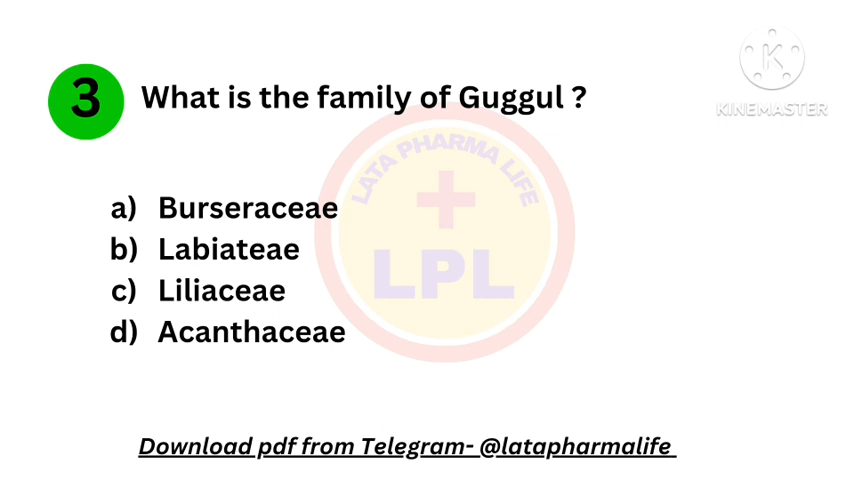 3 What is the family of Guggul ?
K
KINEMASTER
LATA PHARMA LIFE
LPL
a) Burseraceae
b) Labiateae
c) Liliaceae
d) Acanthaceae
Download pdf from Telegram- @latapharmalife